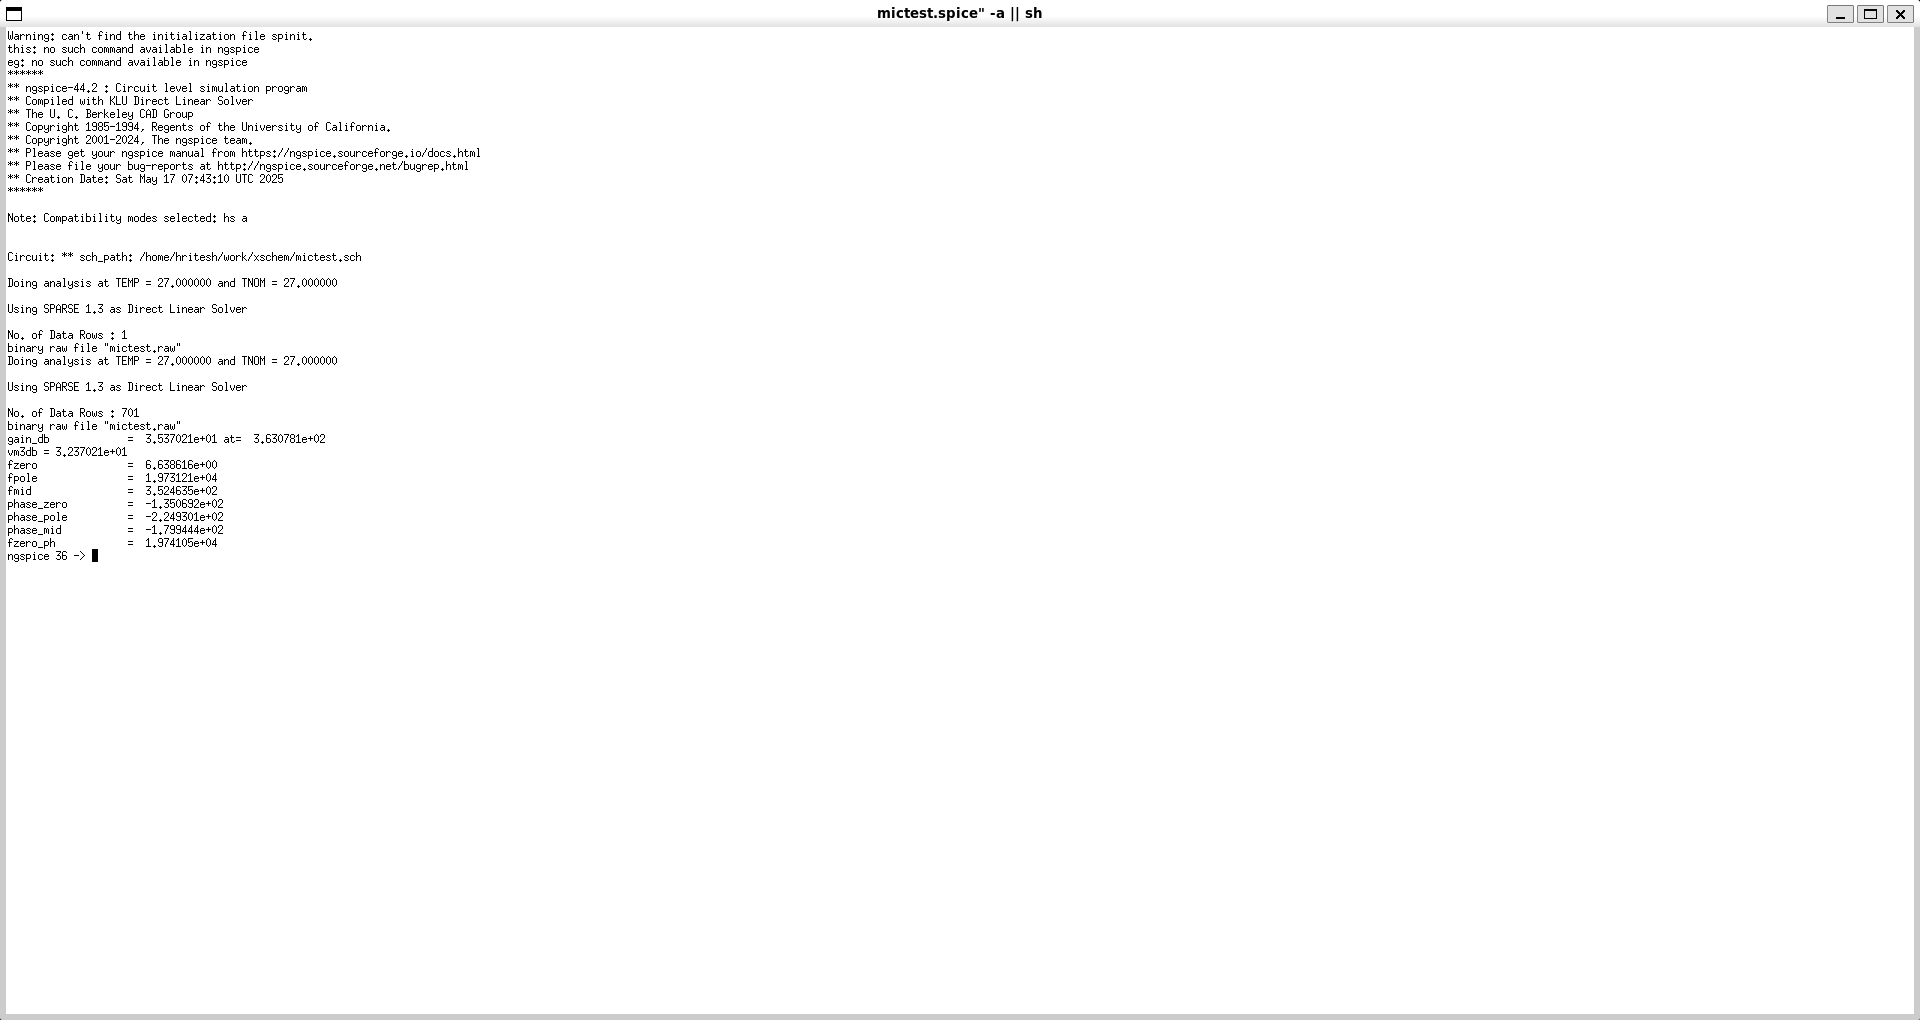 mictest.spice" -a || sh
Warning: can't find the initialization file spinit.
this: no such command available in ngspice
eg: no such command available in ngspice
******
** ngspice-44.2 : Circuit level simulation program
** Compiled with KLU Direct Linear Solver
** The U. C. Berkeley CAD Group
** Copyright 1985-1994, Regents of the University of California.
** Copyright 2001-2024, The ngspice team.
** Please get your ngspice manual from https://ngspice.sourceforge.io/docs.html
** Please file your bug-reports at http://ngspice.sourceforge.net/bugrep.html
** Creation Date: Sat May 17 07:43:10 UTC 2025
******
Note: Compatibility modes selected: hs a
Circuit: ** sch_path: /home/hritesh/work/xschem/mictest.sch
Doing analysis at TEMP = 27.000000 and TNOM = 27.000000
Using SPARSE 1.3 as Direct Linear Solver
No. of Data Rows : 1
binary raw file "mictest.raw"
Doing analysis at TEMP = 27.000000 and TNOM = 27.000000
Using SPARSE 1.3 as Direct Linear Solver
No. of Data Rows : 701
binary raw file "mictest.raw"
gain_db             =  3.537021e+01 at=  3.630781e+02
vm3db = 3.237021e+01
fzero               =  6.638616e+00
fpole               =  1.973121e+04
fmid                =  3.524635e+02
phase_zero          =  -1.350692e+02
phase_pole          =  -2.249301e+02
phase_mid           =  -1.799444e+02
fzero_ph            =  1.974105e+04
ngspice 36 ->